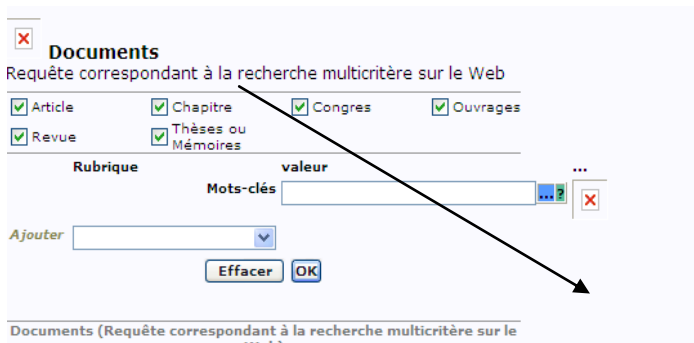 Documents
Requête correspondant à la recherche multicritère sur le Web
Article Chapitre Congres Ouvrages
Revue Thèses ou
Mémoires
Rubrique valeur ...
Mots-clés ... ?
Ajouter
Effacer OK
Documents (Requête correspondant à la recherche multicritère sur le